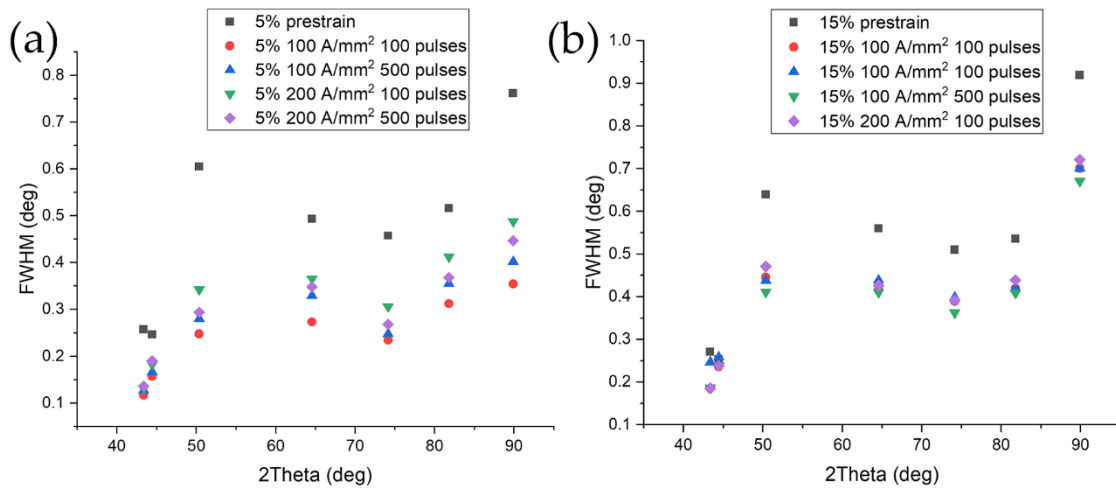 (a)
5% prestrain
5% 100 A/mm² 100 pulses
5% 100 A/mm² 500 pulses
5% 200 A/mm² 100 pulses
5% 200 A/mm² 500 pulses
FWHM (deg)
0.8
0.7
0.6
0.5
0.4
0.3
0.2
0.1
40 50 60 70 80 90
2Theta (deg)
(b)
15% prestrain
15% 100 A/mm² 100 pulses
15% 100 A/mm² 100 pulses
15% 100 A/mm² 500 pulses
15% 200 A/mm² 100 pulses
FWHM (deg)
1.0
0.9
0.8
0.7
0.6
0.5
0.4
0.3
0.2
0.1
40 50 60 70 80 90
2Theta (deg)